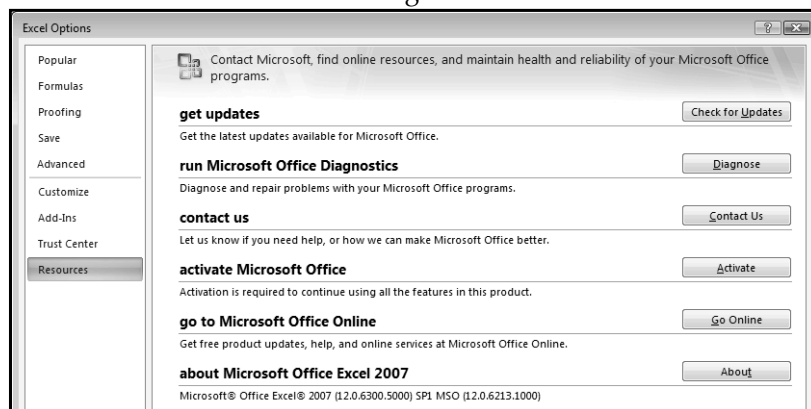 Excel Options
Popular
Formulas
Proofing
Save
Advanced
Customize
Add-Ins
Trust Center
Resources
Contact Microsoft, find online resources, and maintain health and reliability of your Microsoft Office
programs.
get updates
Check for Updates
Get the latest updates available for Microsoft Office.
run Microsoft Office Diagnostics
Diagnose
Diagnose and repair problems with your Microsoft Office programs.
contact us
Contact Us
Let us know if you need help, or how we can make Microsoft Office better.
activate Microsoft Office
Activate
Activation is required to continue using all the features in this product.
go to Microsoft Office Online
Go Online
Get free product updates, help, and online services at Microsoft Office Online.
about Microsoft Office Excel 2007
About
Microsoft® Office Excel® 2007 (12.0.6300.5000) SP1 MSO (12.0.6213.1000)